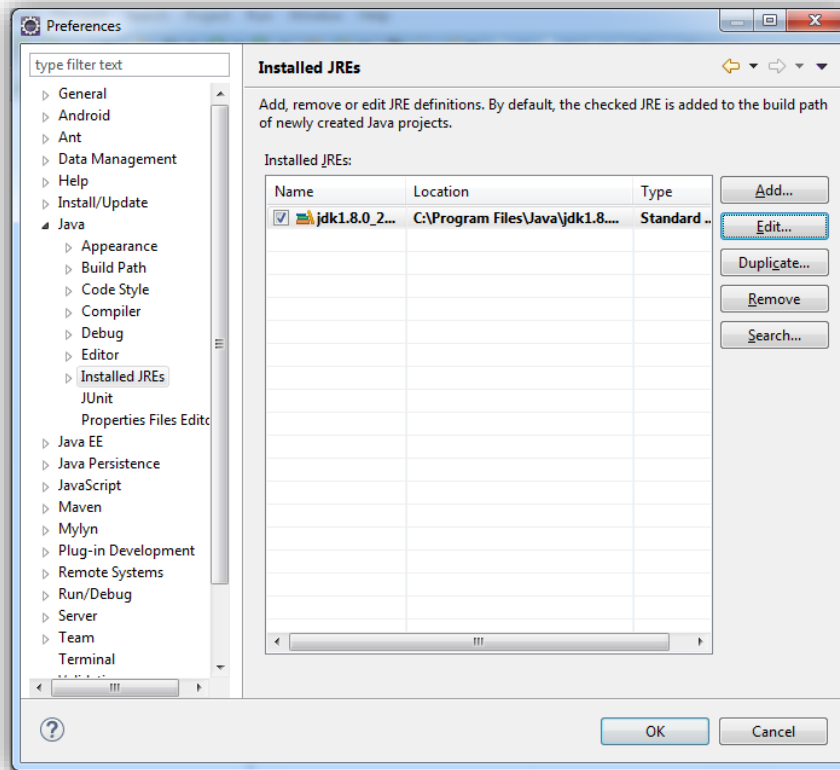 Preferences
type filter text
General
Android
Ant
Data Management
Help
Install/Update
Java
Appearance
Build Path
Code Style
Compiler
Debug
Editor
Installed JREs
JUnit
Properties Files Edito
Java EE
Java Persistence
JavaScript
Maven
Mylyn
Plug-in Development
Remote Systems
Run/Debug
Server
Team
Terminal
Installed JREs
Add, remove or edit JRE definitions. By default, the checked JRE is added to the build path
of newly created Java projects.
Installed JREs:
Name Location Type
jdk1.8.0_2... C:\Program Files\Java\jdk1.8.... Standard ..
Add...
Edit...
Duplicate...
Remove
Search...
OK Cancel